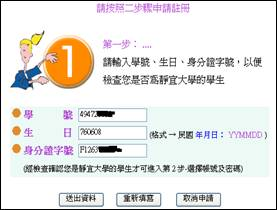 請按照二步驟申請註冊
1
第一步：....
請輸入學號、生日、身分證字號，以便
檢查您是否為靜宜大學的學生
學 號 49472
生 日 760608 (格式 → 民國 年月日： YYMMDD )
身分證字號 F1263
(經檢查確認您是靜宜大學的學生才可進入第 2 步-選擇帳號及密碼)
送出資料 重新填寫 取消申請